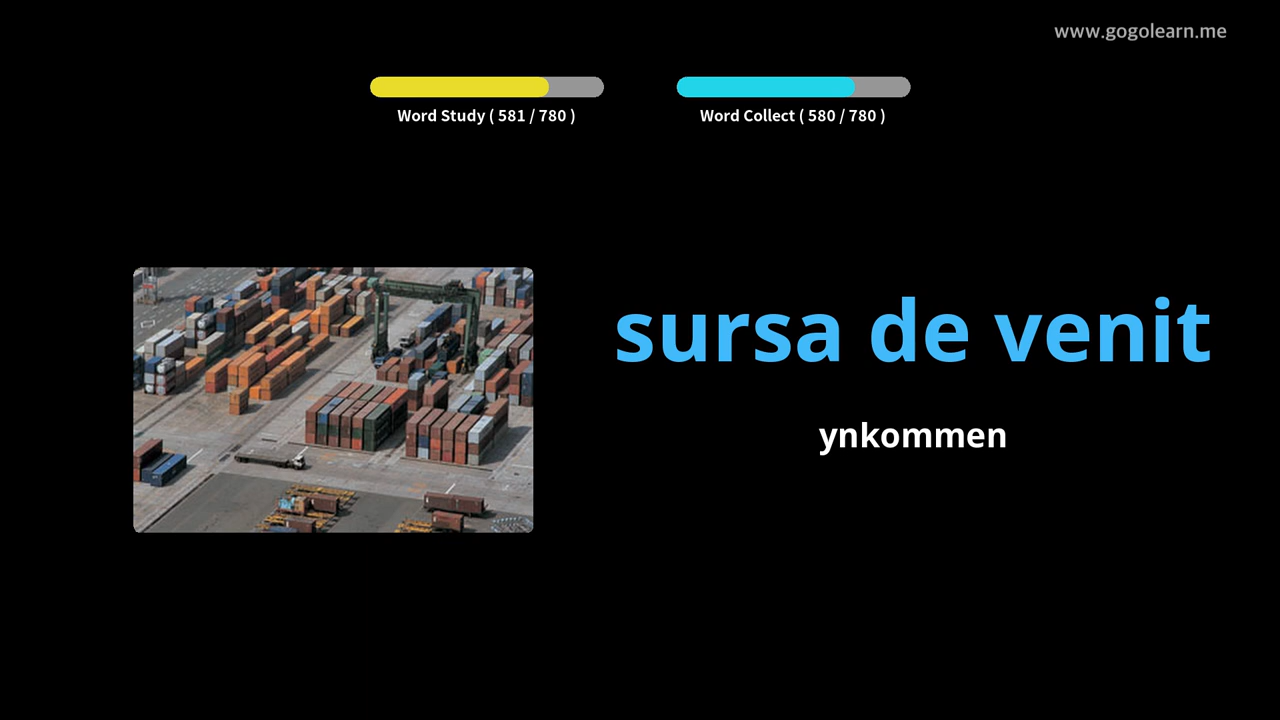 www.gogolearn.me
Word Study ( 581 / 780 )
Word Collect ( 580 / 780 )
sursa de venit
ynkommen